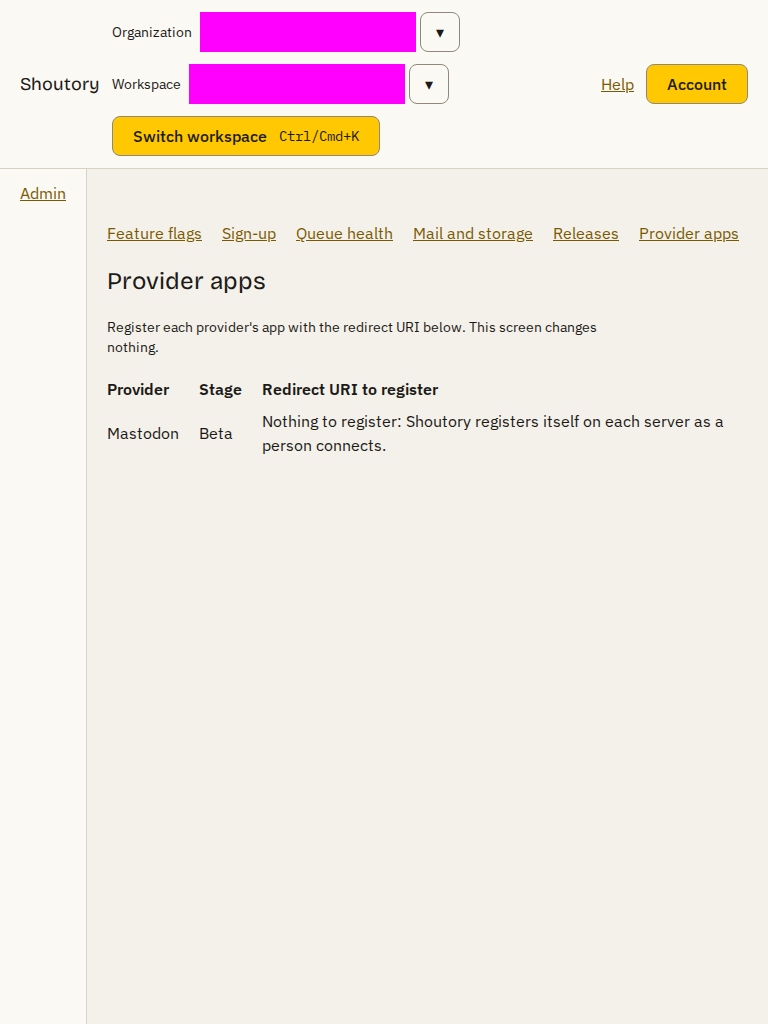 Organization ▼
Shoutory
Workspace ▼
Help
Account
Switch workspace Ctrl/Cmd+K
Admin
Feature flags Sign-up Queue health Mail and storage Releases Provider apps
Provider apps
Register each provider's app with the redirect URI below. This screen changes
nothing.
Provider Stage Redirect URI to register
Mastodon Beta Nothing to register: Shoutory registers itself on each server as a
person connects.